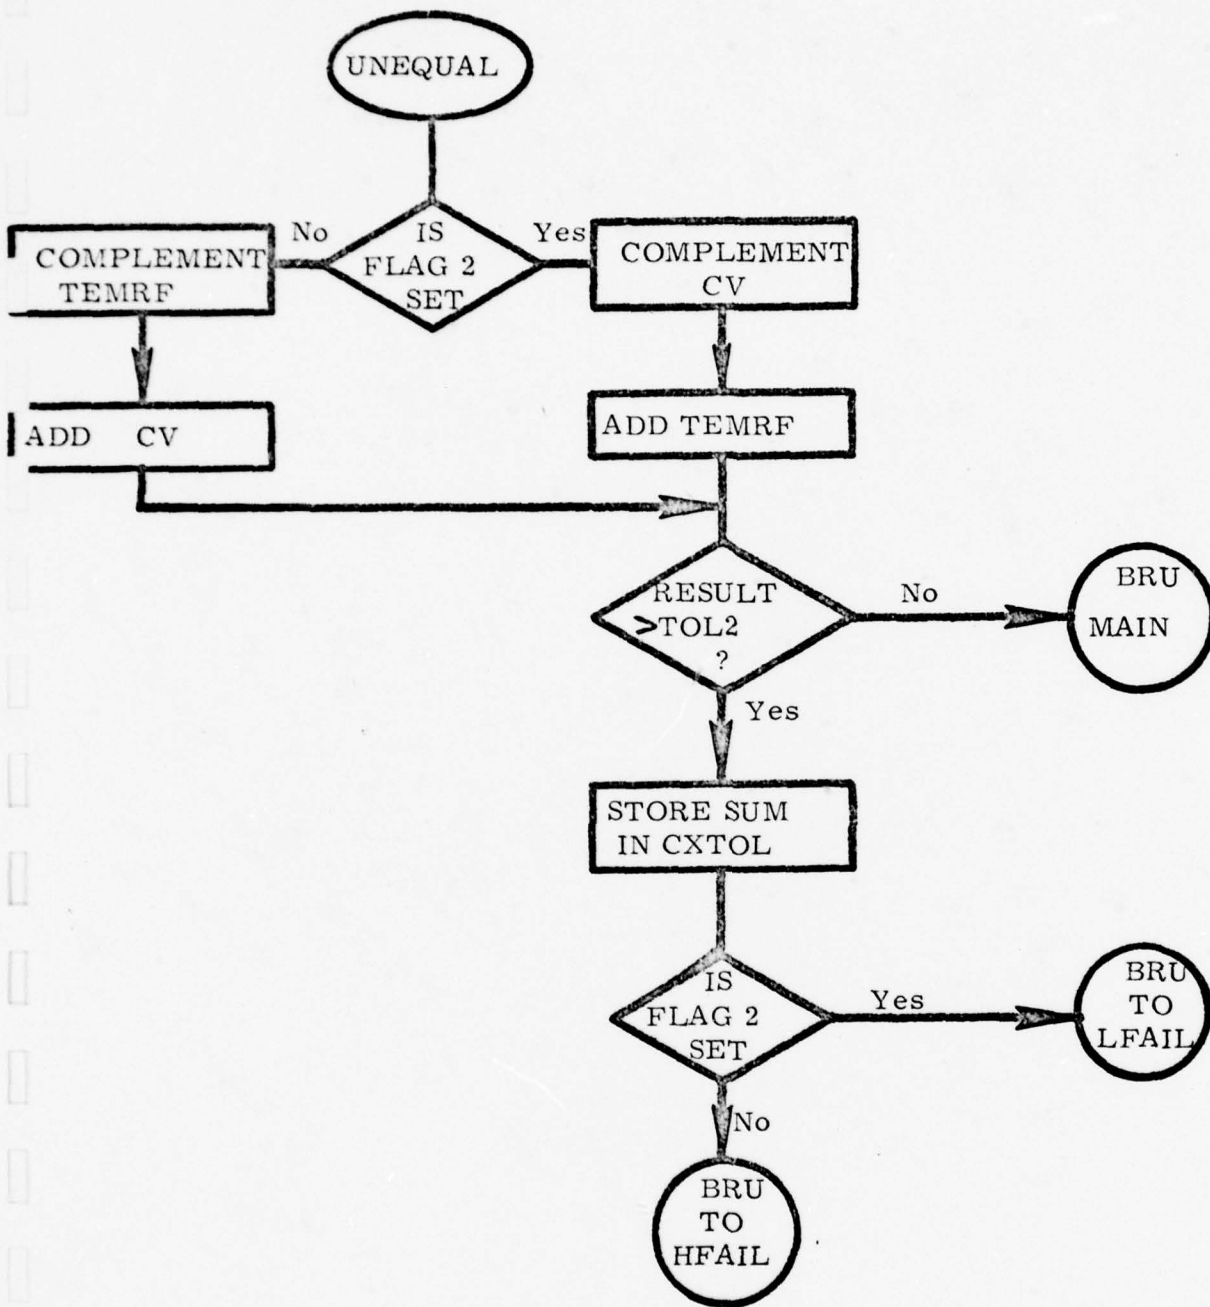 UNEQUAL
No
IS
FLAG 2
SET
Yes
COMPLEMENT
TEMRF
COMPLEMENT
CV
ADD CV
ADD TEMRF
RESULT
>TOL2
?
No
BRU
MAIN
Yes
STORE SUM
IN CXTOL
IS
FLAG 2
SET
Yes
BRU
TO
LFAIL
No
BRU
TO
HFAIL